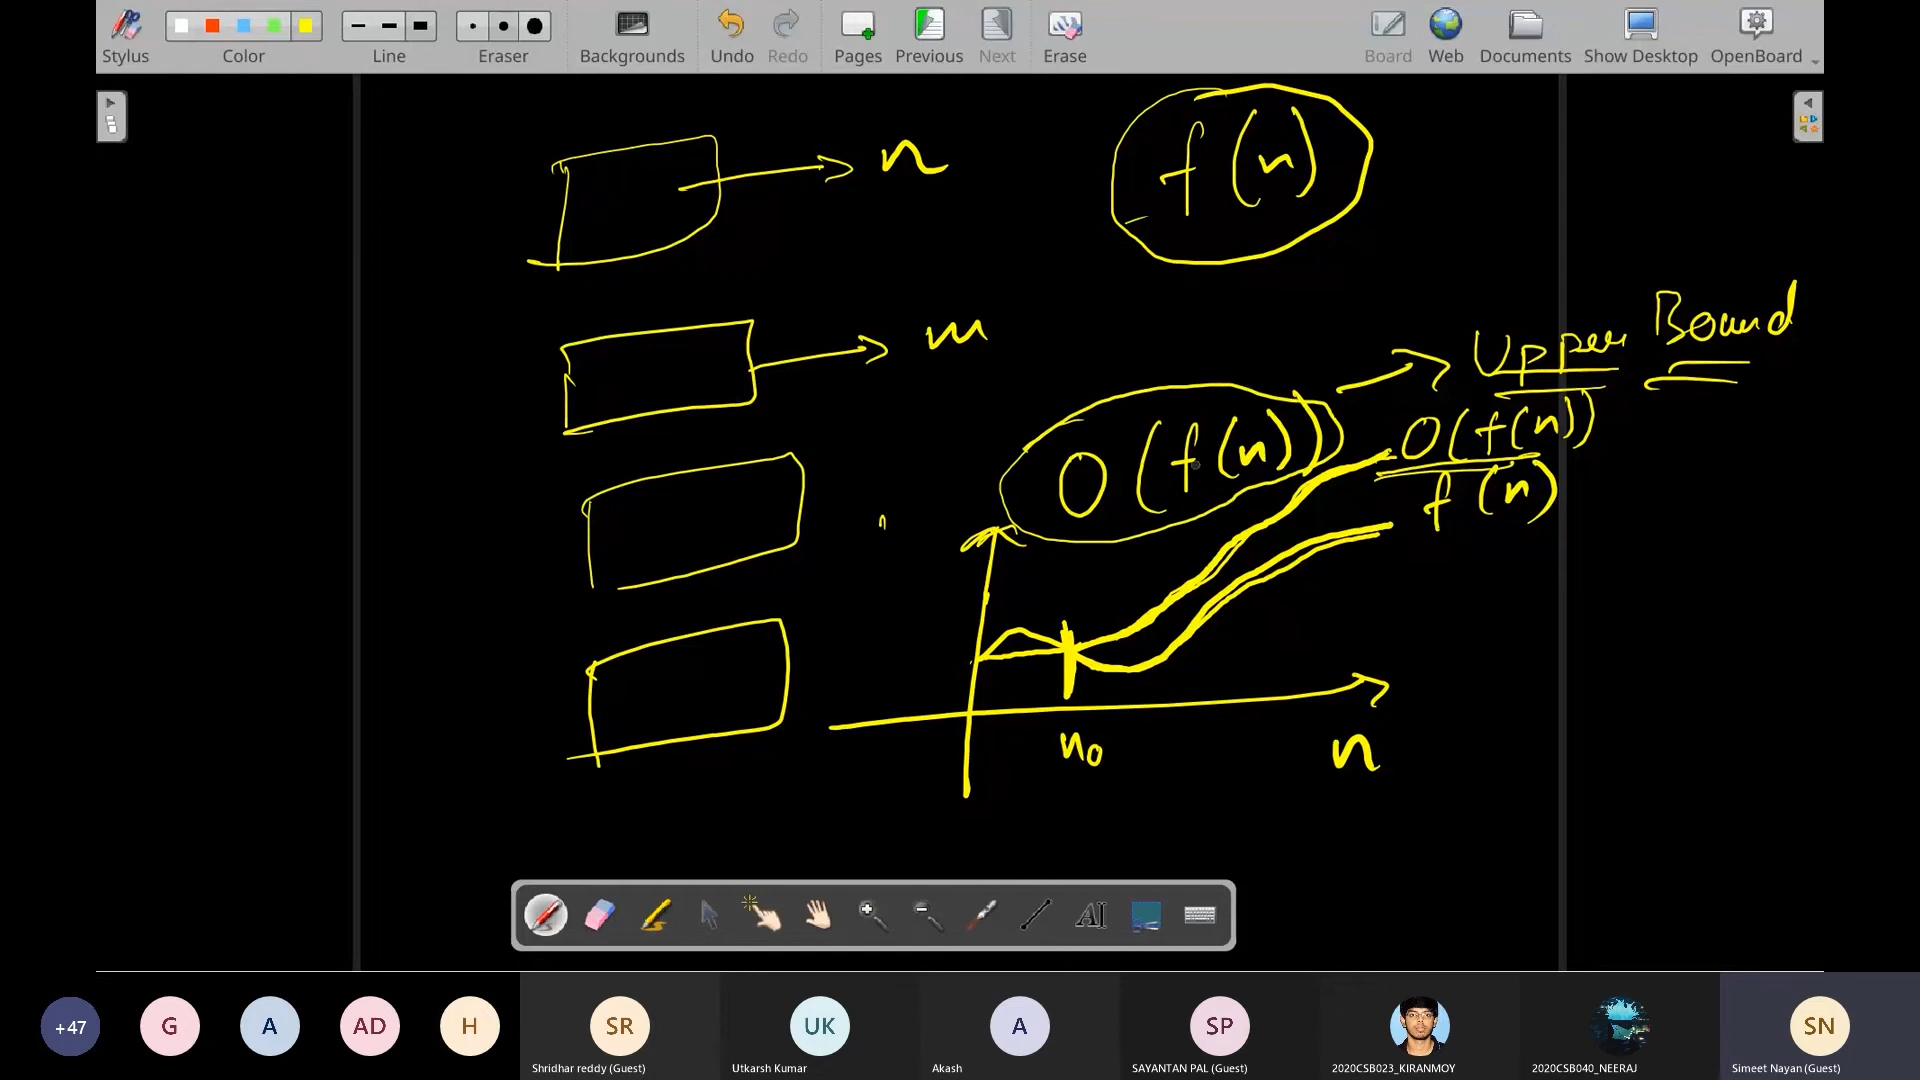 Stylus Color Line Eraser Backgrounds Undo Redo Pages Previous Next Erase Board Web Documents Show Desktop OpenBoard
n
f(n)
m
Upper Bound
O(f(n))
O(f(n))
f(n)
n0
n
AI
+47 G A AD H SR UK A SP SN
Shridhar reddy (Guest) Utkarsh Kumar Akash SAYANTAN PAL (Guest) 2020CSB023_KIRANMOY 2020CSB040_NEERAJ Simeet Nayan (Guest)